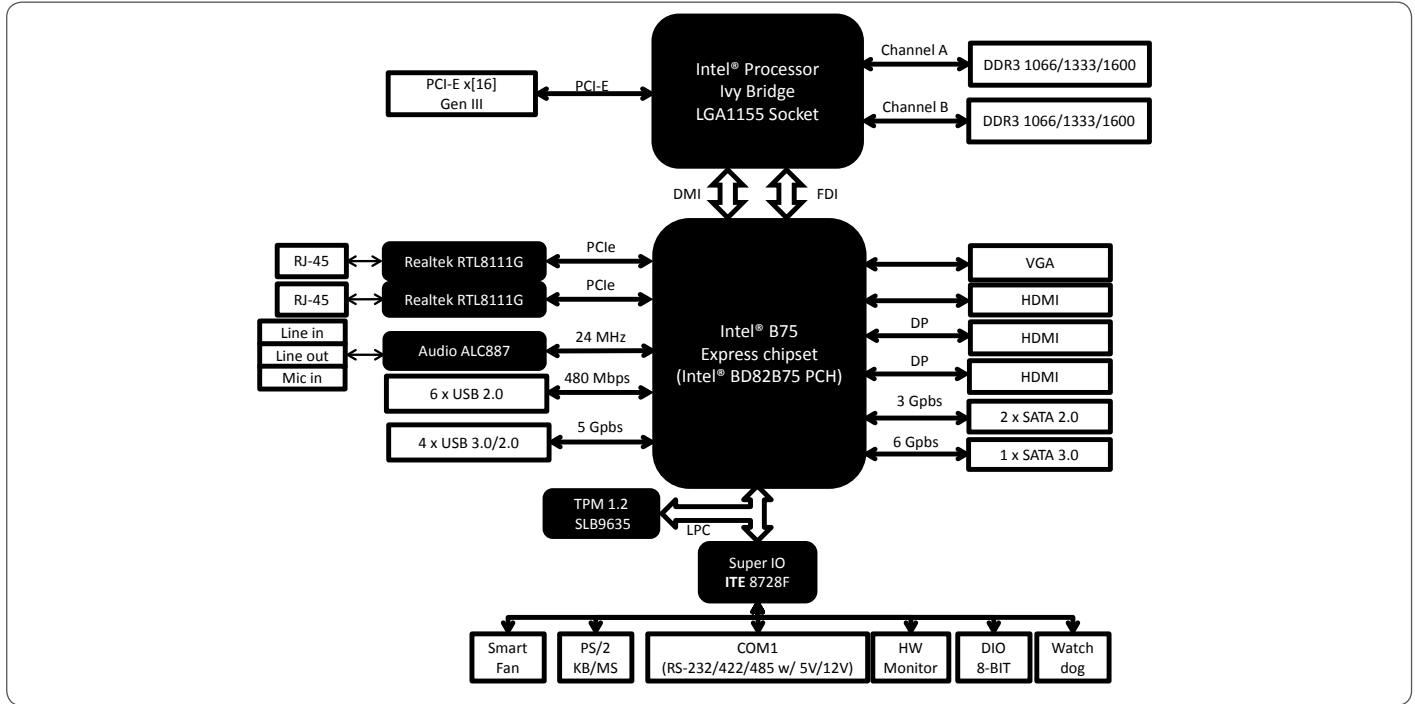 PCI-E x[16]
Gen III
PCI-E
Intel® Processor
Ivy Bridge
LGA1155 Socket
Channel A
DDR3 1066/1333/1600
Channel B
DDR3 1066/1333/1600
DMI
FDI
RJ-45
Realtek RTL8111G
PCIe
RJ-45
Realtek RTL8111G
PCIe
Line in
Line out
Mic in
Audio ALC887
24 MHz
6 x USB 2.0
480 Mbps
4 x USB 3.0/2.0
5 Gpbs
Intel® B75
Express chipset
(Intel® BD82B75 PCH)
VGA
HDMI
DP
HDMI
DP
HDMI
3 Gpbs
2 x SATA 2.0
6 Gpbs
1 x SATA 3.0
TPM 1.2
SLB9635
LPC
Super IO
ITE 8728F
Smart
Fan
PS/2
KB/MS
COM1
(RS-232/422/485 w/ 5V/12V)
HW
Monitor
DIO
8-BIT
Watch
dog